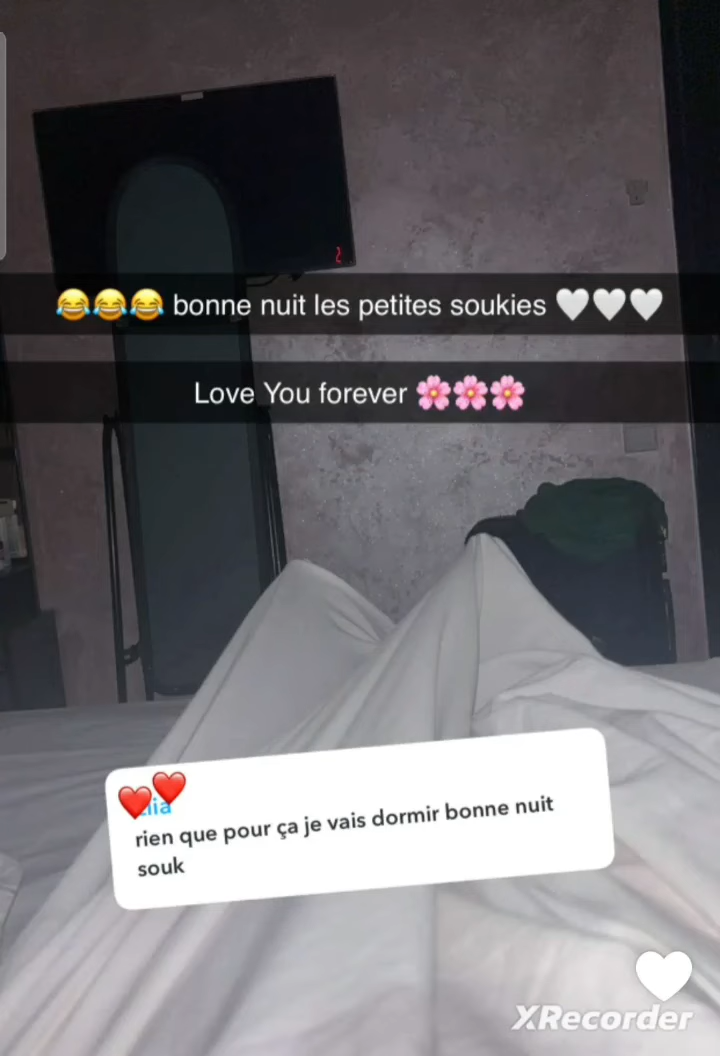 😂😂😂 bonne nuit les petites soukies 🤍🤍🤍
Love You forever 🌸🌸🌸
rien que pour ça je vais dormir bonne nuit
souk
XRecorder